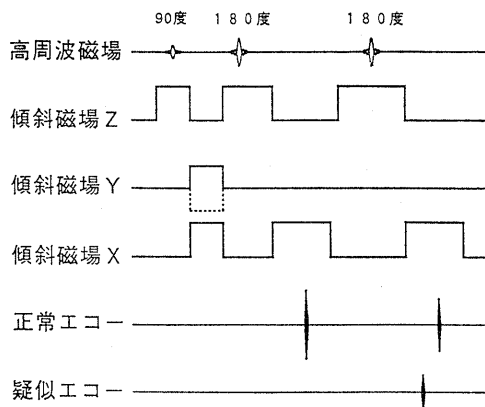 90度 180度 180度
高周波磁場
傾斜磁場Z
傾斜磁場Y
傾斜磁場X
正常エコー
疑似エコー